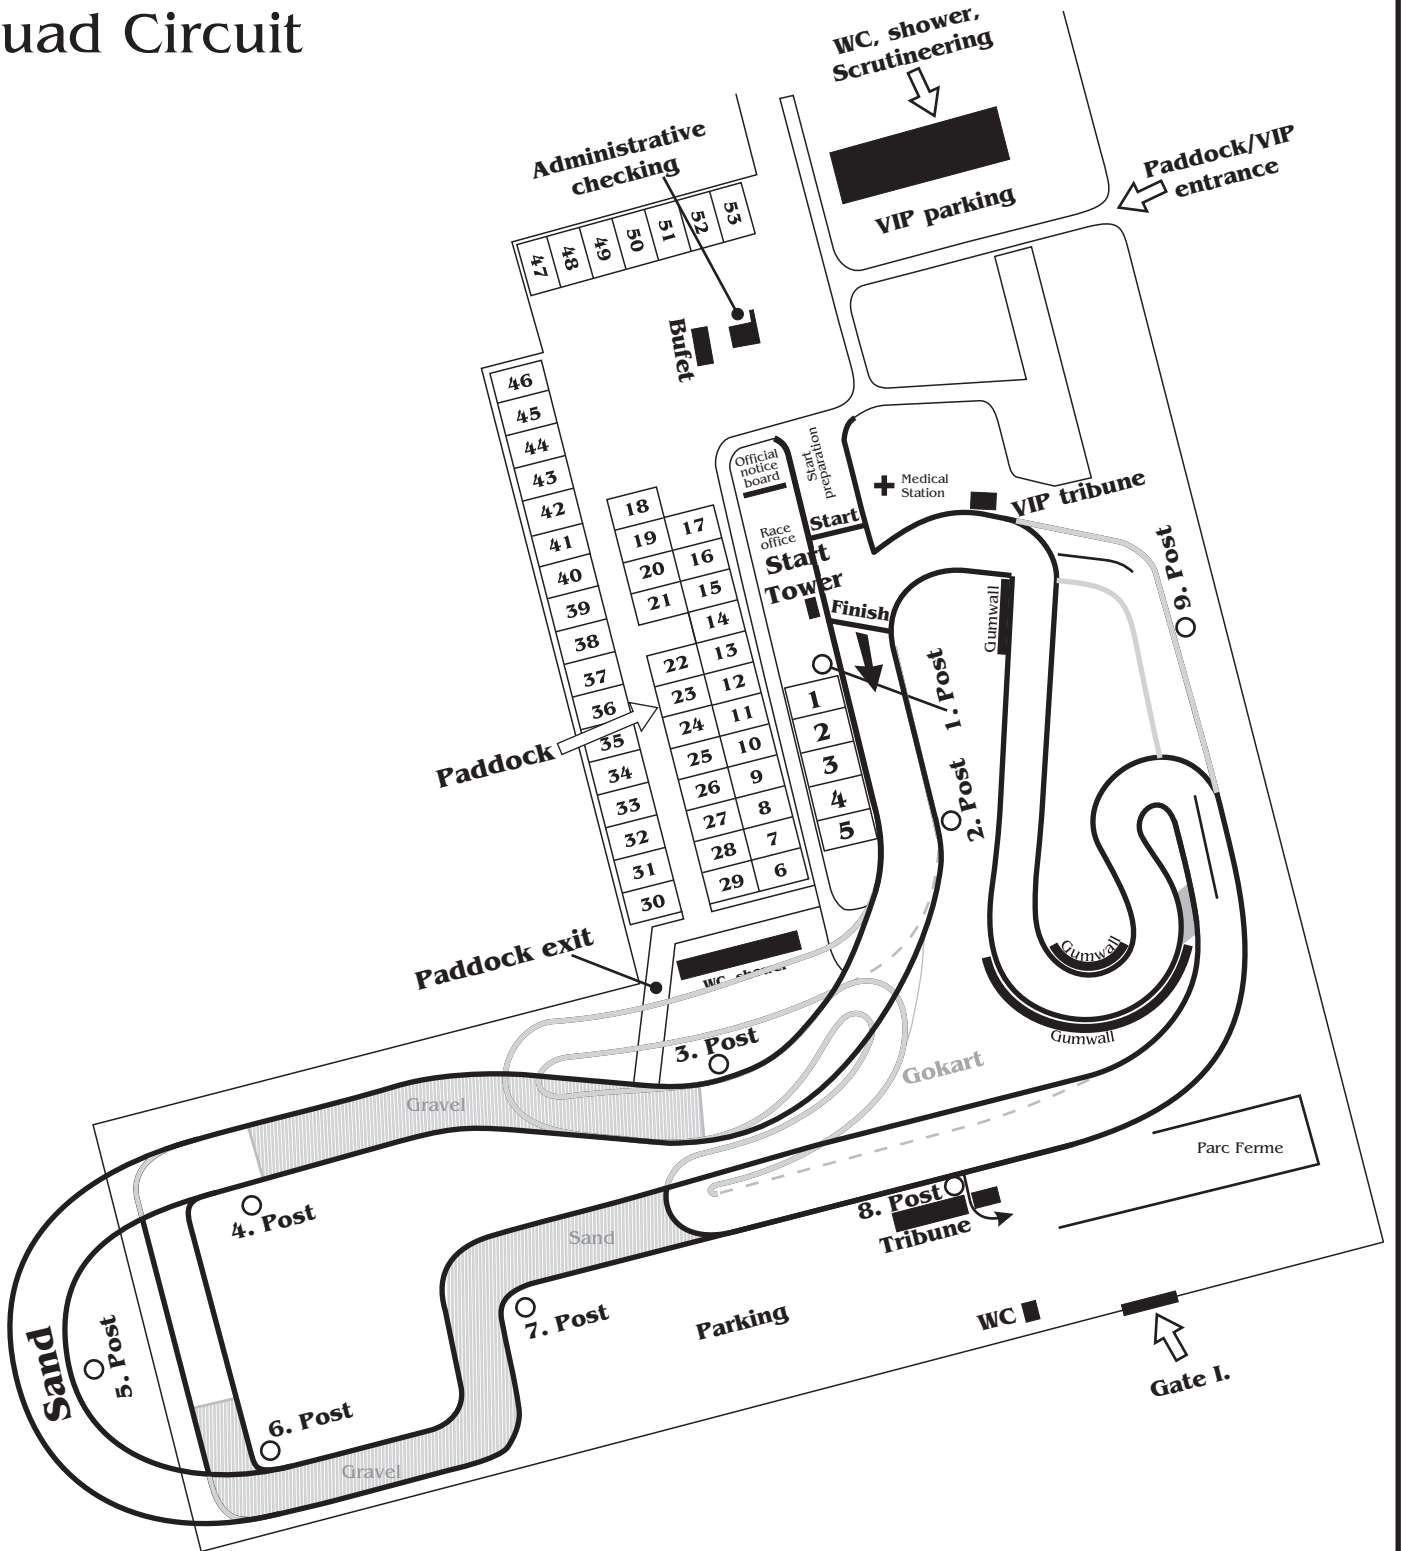 uad Circuit
WC, shower,
Scrutineering
Administrative
checking
Paddock/VIP
entrance
VIP parking
47
48
49
50
51
52
53
Bufet
46
45
44
43
42
41
40
39
38
37
36
35
34
33
32
31
30
18
19
20
21
17
16
15
14
13
12
11
10
9
8
7
6
22
23
24
25
26
27
28
29
Official
notice
board
Start
preparation
Medical
Station
VIP tribune
Race
office
Start
Start
Tower
Finish
Gumwall
9. Post
1. Post
1
2
3
4
5
2. Post
Paddock
Paddock exit
WC, shower
3. Post
Gumwall
Gumwall
Gokart
Gravel
Parc Ferme
4. Post
8. Post
Tribune
Sand
7. Post
Parking
WC
Gate I.
Sand
5. Post
6. Post
Gravel